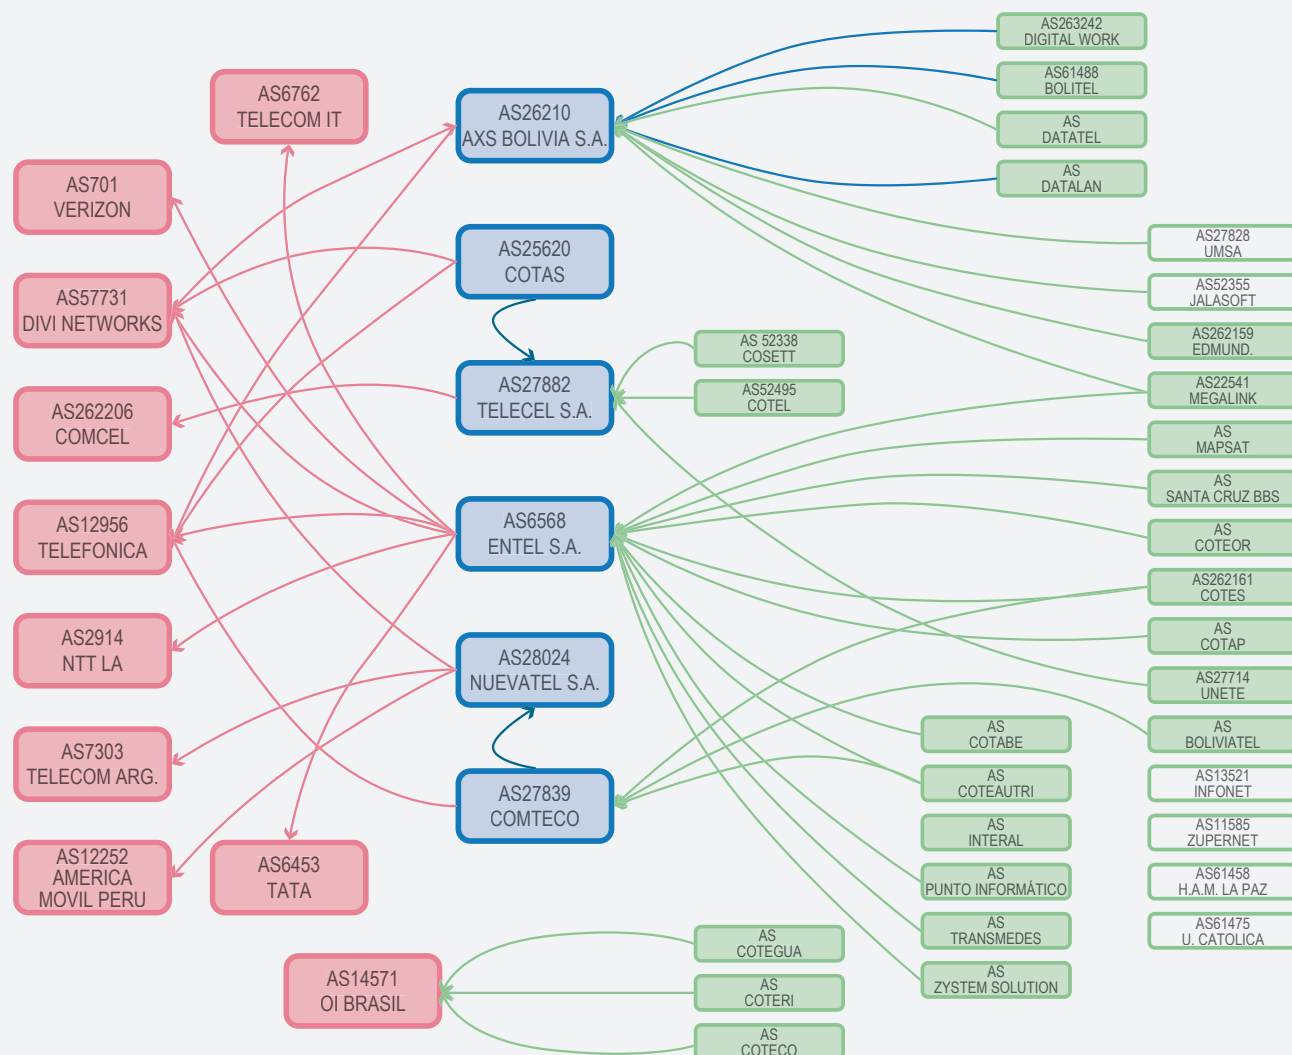 AS6762
TELECOM IT
AS701
VERIZON
AS57731
DIVI NETWORKS
AS262206
COMCEL
AS12956
TELEFONICA
AS2914
NTT LA
AS7303
TELECOM ARG.
AS12252
AMERICA
MOVIL PERU
AS6453
TATA
AS14571
OI BRASIL
AS26210
AXS BOLIVIA S.A.
AS25620
COTAS
AS27882
TELECEL S.A.
AS6568
ENTEL S.A.
AS28024
NUEVATEL S.A.
AS27839
COMTECO
AS 52338
COSETT
AS52495
COTEL
AS
COTEGUA
AS
COTERI
AS
COTECO
AS263242
DIGITAL WORK
AS61488
BOLITEL
AS
DATATEL
AS
DATALAN
AS
COTABE
AS
COTEAUTRI
AS
INTERAL
AS
PUNTO INFORMÁTICO
AS
TRANSMEDES
AS
ZYSTEM SOLUTION
AS27828
UMSA
AS52355
JALASOFT
AS262159
EDMUND.
AS22541
MEGALINK
AS
MAPSAT
AS
SANTA CRUZ BBS
AS
COTEOR
AS262161
COTES
AS
COTAP
AS27714
UNETE
AS
BOLIVIATEL
AS13521
INFONET
AS11585
ZUPERNET
AS61458
H.A.M. LA PAZ
AS61475
U. CATOLICA